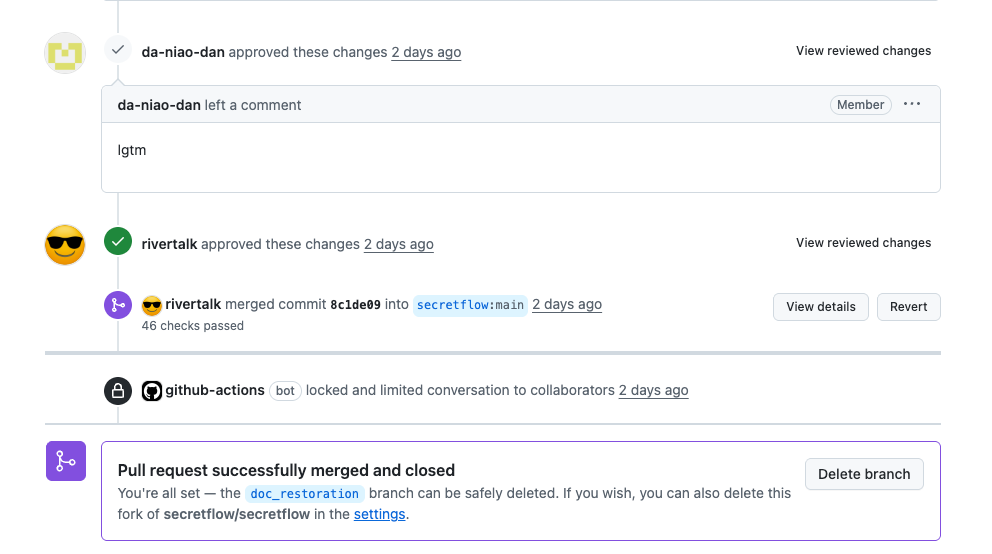 da-niao-dan approved these changes 2 days ago View reviewed changes
da-niao-dan left a comment Member ...
lgtm
rivertalk approved these changes 2 days ago View reviewed changes
rivertalk merged commit 8c1de09 into secretflow:main 2 days ago View details Revert
46 checks passed
github-actions bot locked and limited conversation to collaborators 2 days ago
Pull request successfully merged and closed Delete branch
You're all set — the doc_restoration branch can be safely deleted. If you wish, you can also delete this
fork of secretflow/secretflow in the settings.